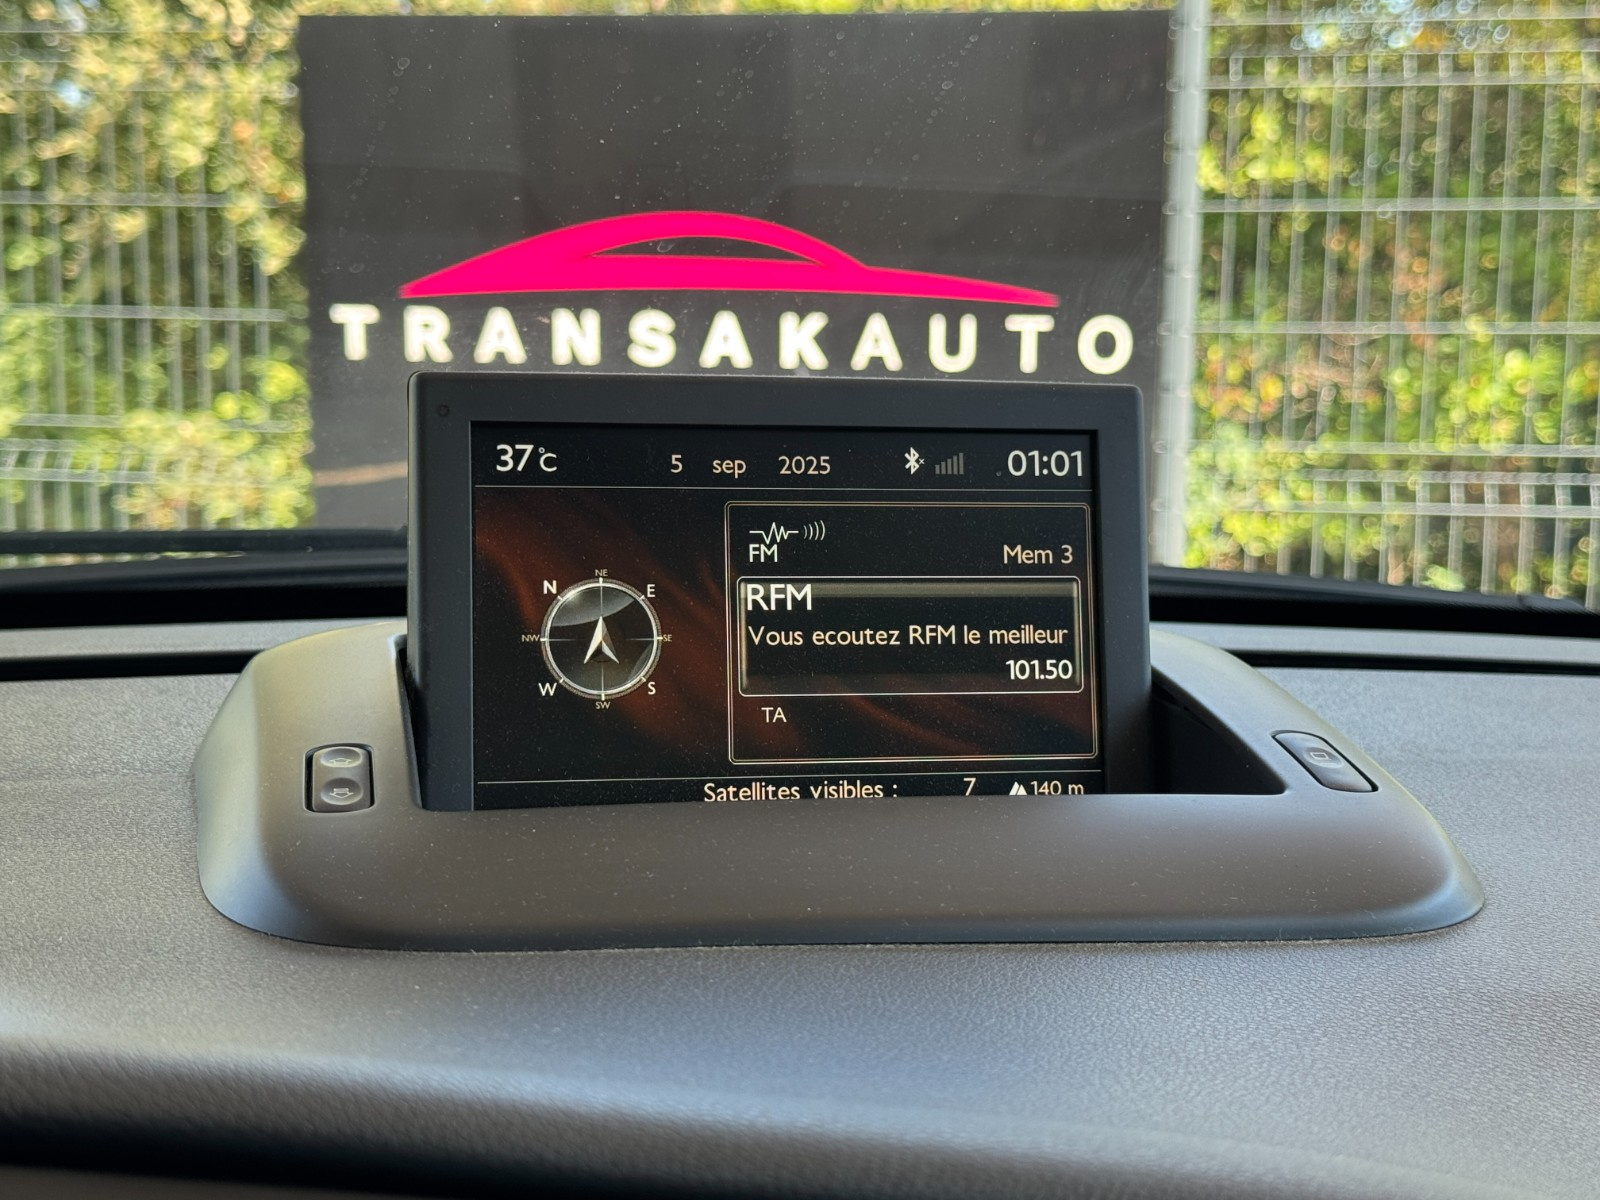 TRANSAKAUTO
37°C 5 sep 2025 01:01
FM Mem 3
RFM
Vous ecoutez RFM le meilleur
101.50
TA
NE
N E
NW SE
W S
SW
Satellites visibles : 7 140 m